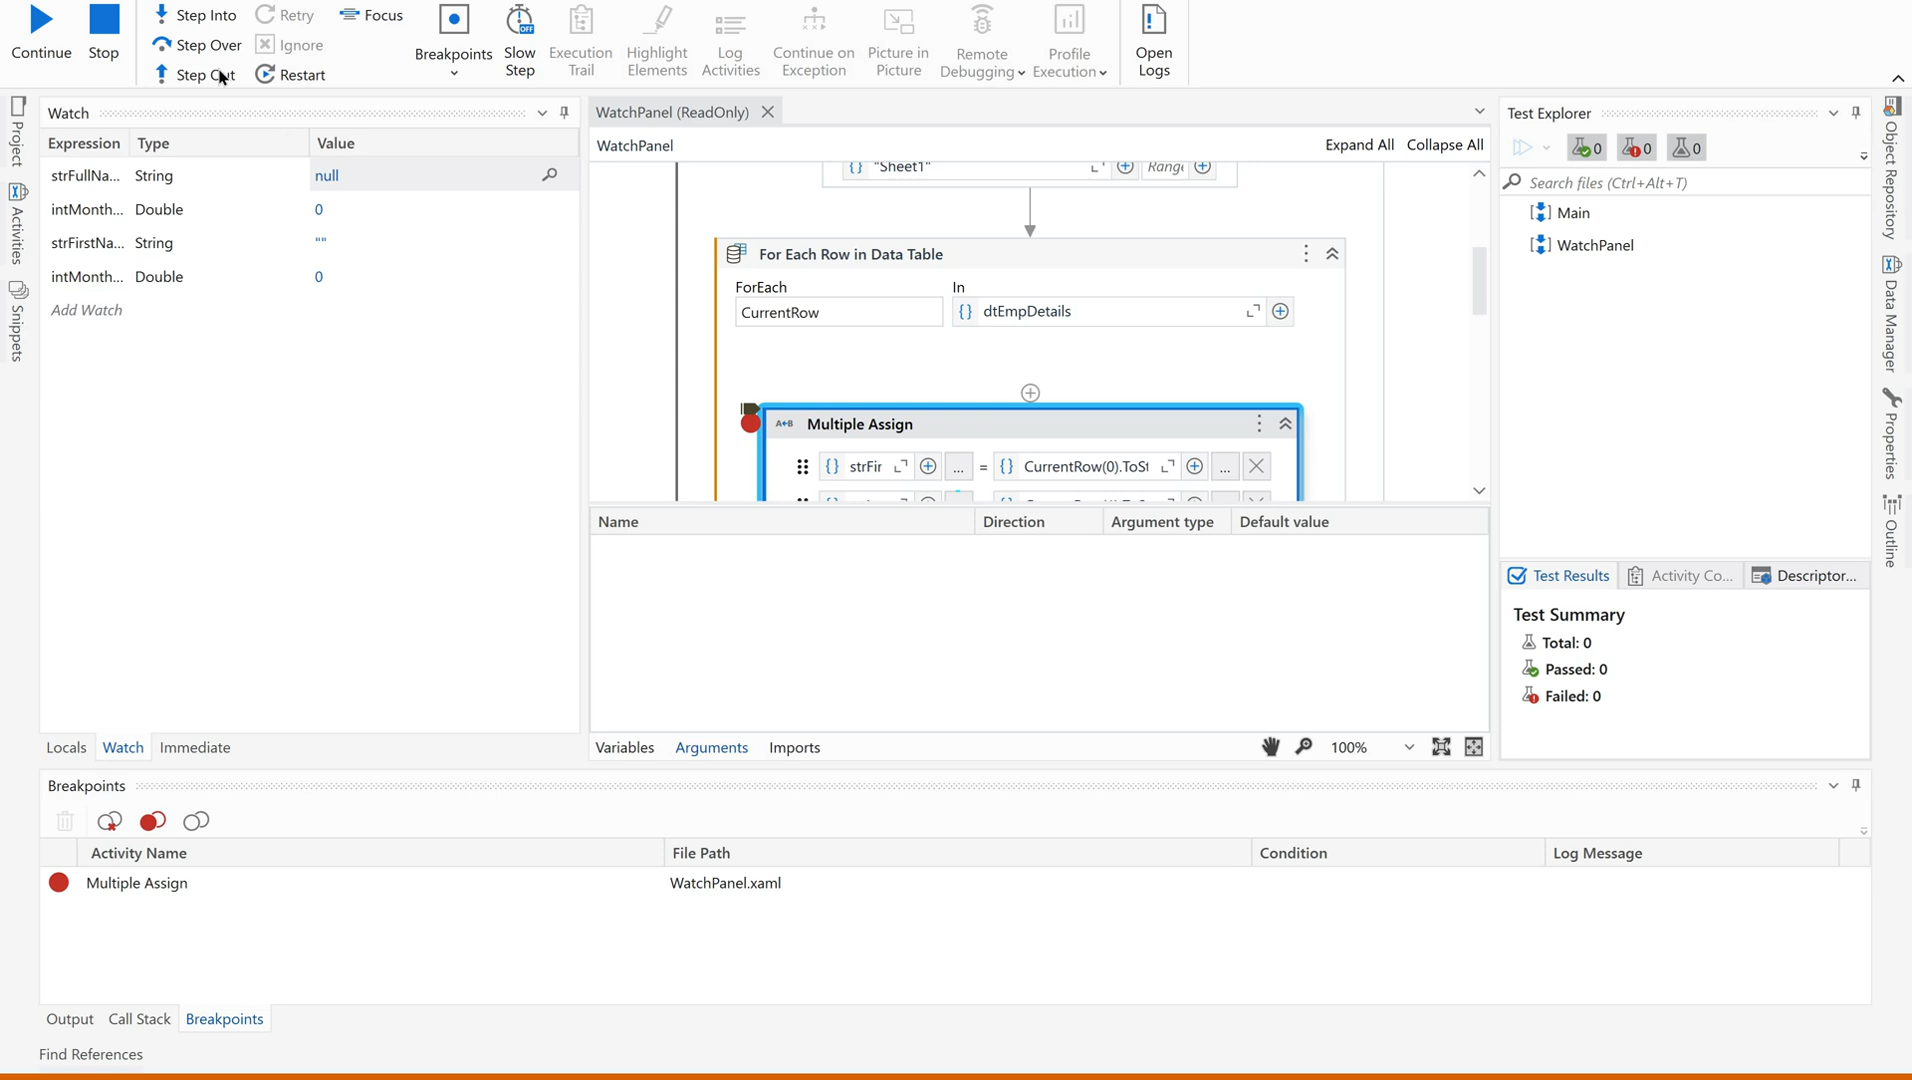 Continue
Stop
Step Into
Step Over
Step Out
Retry
Ignore
Restart
Focus
Breakpoints
Slow
Step
OFF
Execution
Trail
Highlight
Elements
Log
Activities
Continue on
Exception
Picture in
Picture
Remote
Debugging
Profile
Execution
Open
Logs
Project
Activities
Snippets
Watch
Expression Type Value
strFullNa... String null
intMonth... Double 0
strFirstNa... String ""
intMonth... Double 0
Add Watch
Locals Watch Immediate
WatchPanel (ReadOnly)
WatchPanel Expand All Collapse All
{} "Sheet1" Range
For Each Row in Data Table
ForEach In
CurrentRow {} dtEmpDetails
A+B Multiple Assign
{} strFir ... = {} CurrentRow(0).ToSt ...
Name Direction Argument type Default value
Variables Arguments Imports 100%
Test Explorer
0 0 0
Search files (Ctrl+Alt+T)
Main
WatchPanel
Test Results Activity Co... Descriptor...
Test Summary
Total: 0
Passed: 0
Failed: 0
Object Repository
Data Manager
Properties
Outline
Breakpoints
Activity Name File Path Condition Log Message
Multiple Assign WatchPanel.xaml
Output Call Stack Breakpoints
Find References